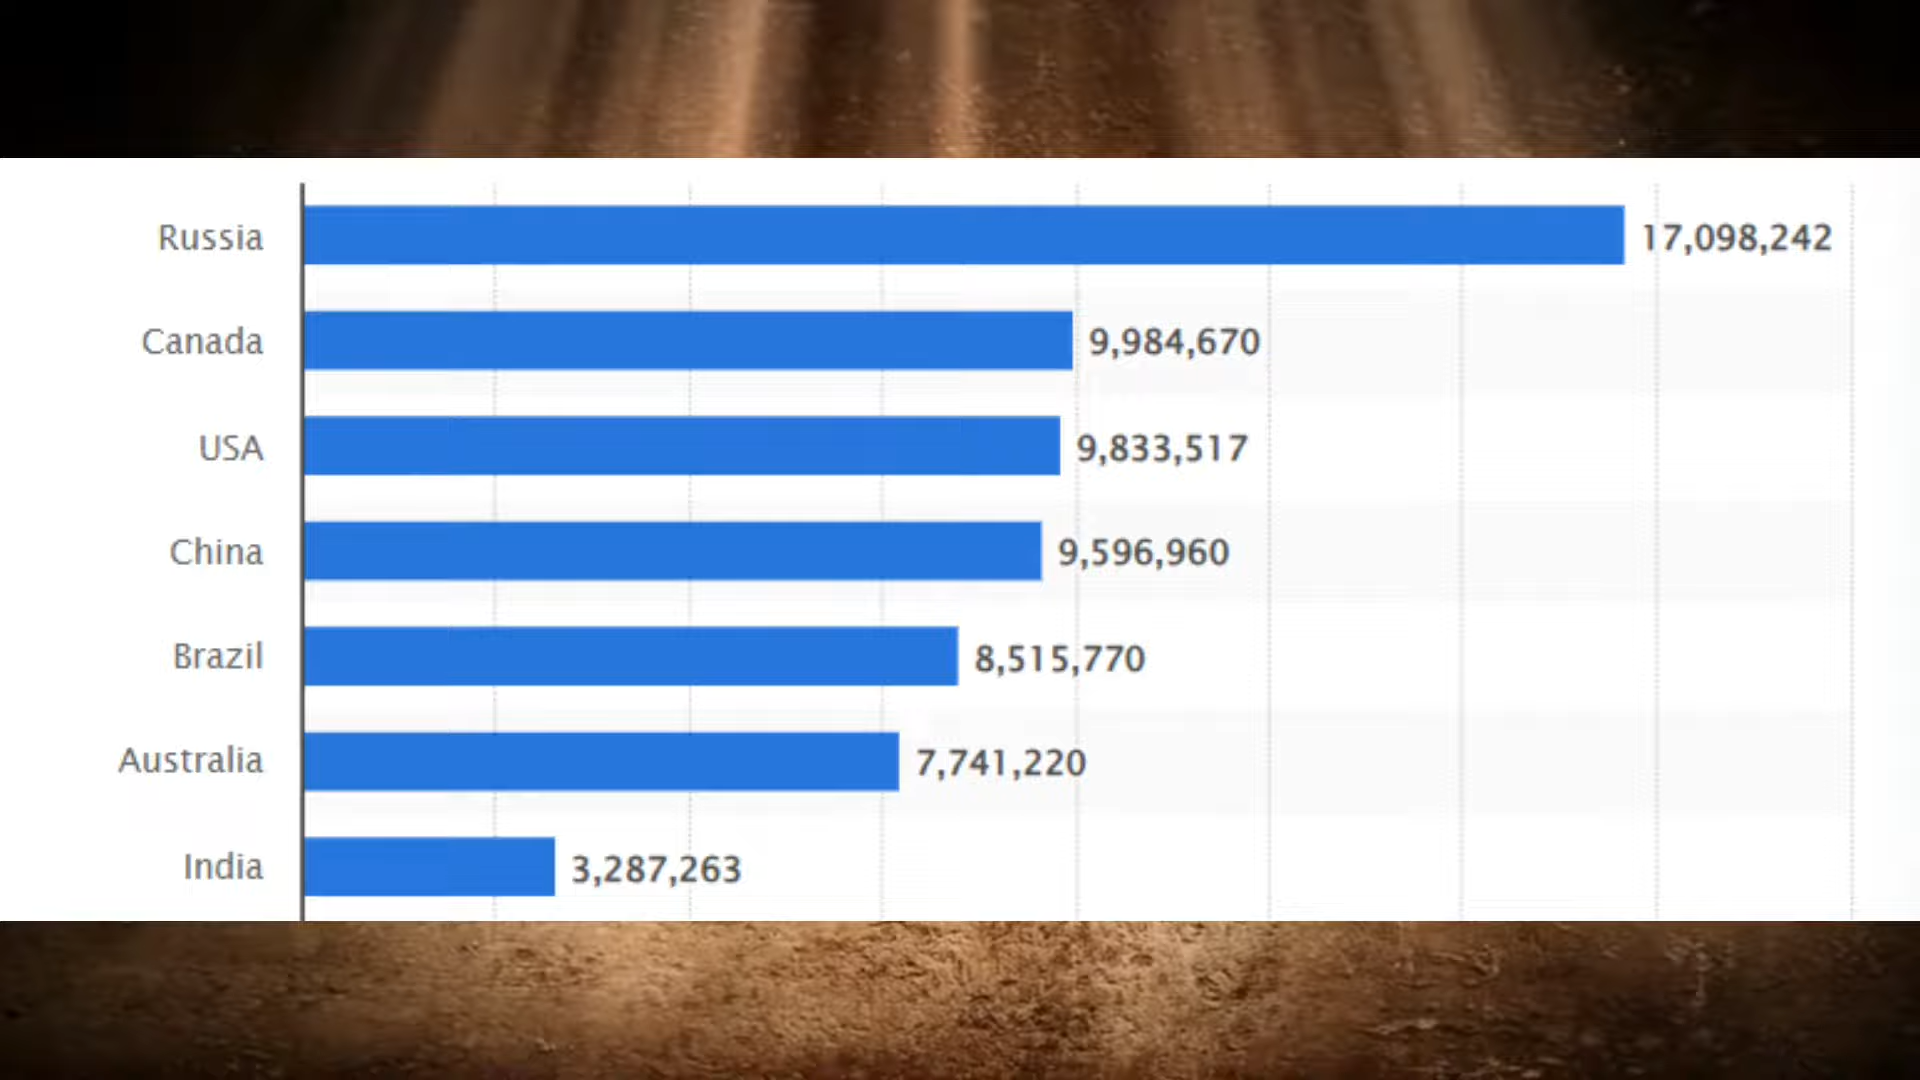 Russia 17,098,242
Canada 9,984,670
USA 9,833,517
China 9,596,960
Brazil 8,515,770
Australia 7,741,220
India 3,287,263